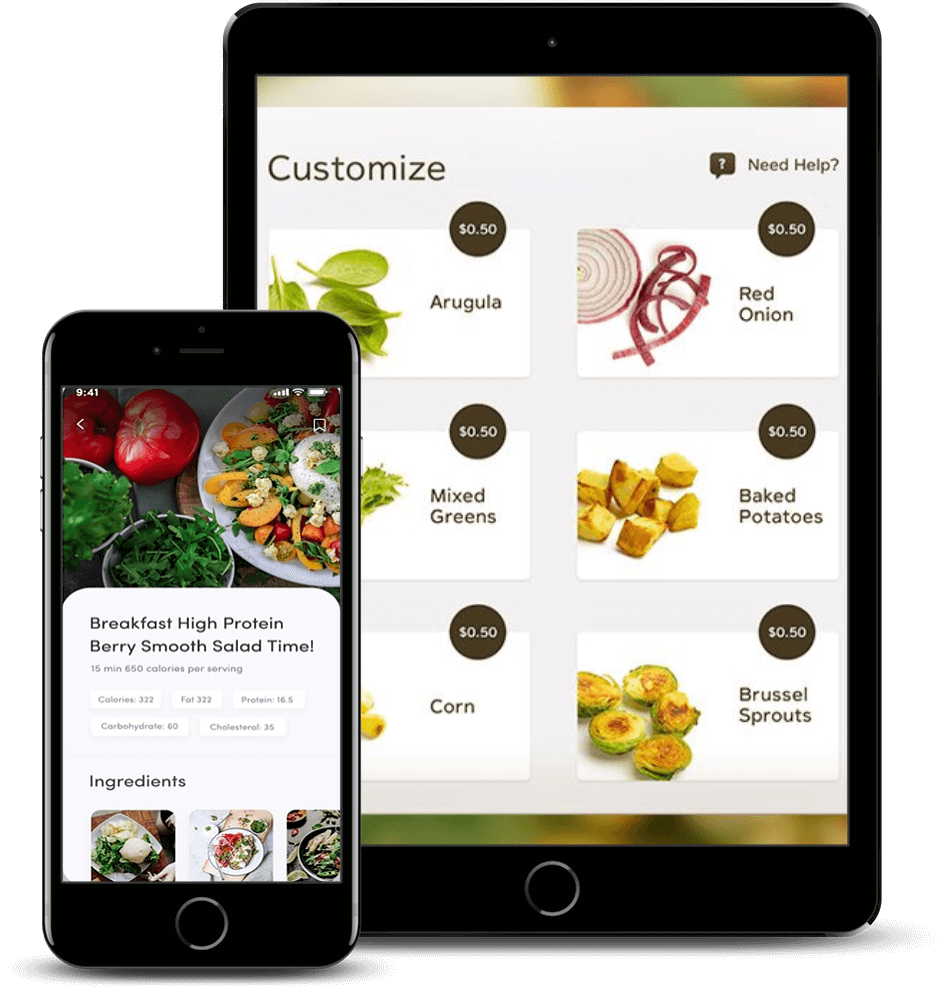 Customize
? Need Help?
$0.50
$0.50
Arugula
Red
Onion
$0.50
$0.50
Mixed
Greens
Baked
Potatoes
$0.50
$0.50
Corn
Brussel
Sprouts
9:41
Breakfast High Protein
Berry Smooth Salad Time!
15 min 650 calories per serving
Calories: 322 Fat 322 Protein: 16.5
Carbohydrate: 60 Cholesterol: 35
Ingredients